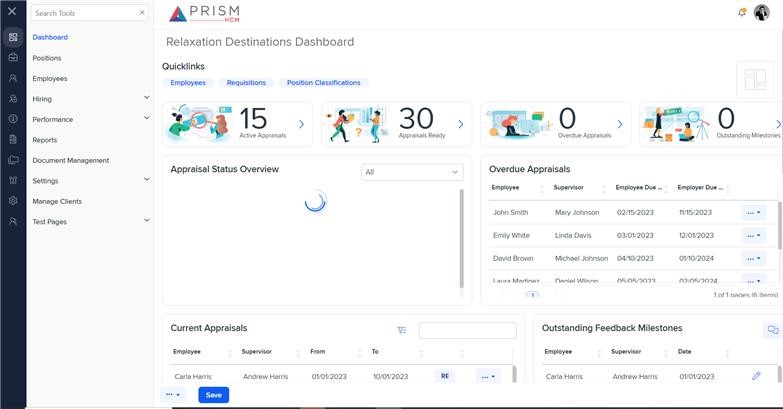 Search Tools
PRISM
HCM
Dashboard
Positions
Employees
Hiring
Performance
Reports
Document Management
Settings
Manage Clients
Test Pages
Relaxation Destinations Dashboard
Quicklinks
Employees Requisitions Position Classifications
15 Active Appraisals
30 Appraisals Ready
0 Overdue Appraisals
0 Outstanding Milestones
Appraisal Status Overview All
Overdue Appraisals
Employee Supervisor Employee Due ... Employer Due ...
John Smith Mary Johnson 02/15/2023 11/15/2023 ...
Emily White Linda Davis 03/01/2023 12/01/2023 ...
David Brown Michael Johnson 04/10/2023 01/10/2024 ...
Laura Martinez Daniel Wilson 05/05/2023 02/05/2024 ...
1 1 of 1 pages (6 items)
Current Appraisals
Employee Supervisor From To
Carla Harris Andrew Harris 01/01/2023 10/01/2023 RE ...
Outstanding Feedback Milestones
Employee Supervisor Date
Carla Harris Andrew Harris 01/01/2023
... Save